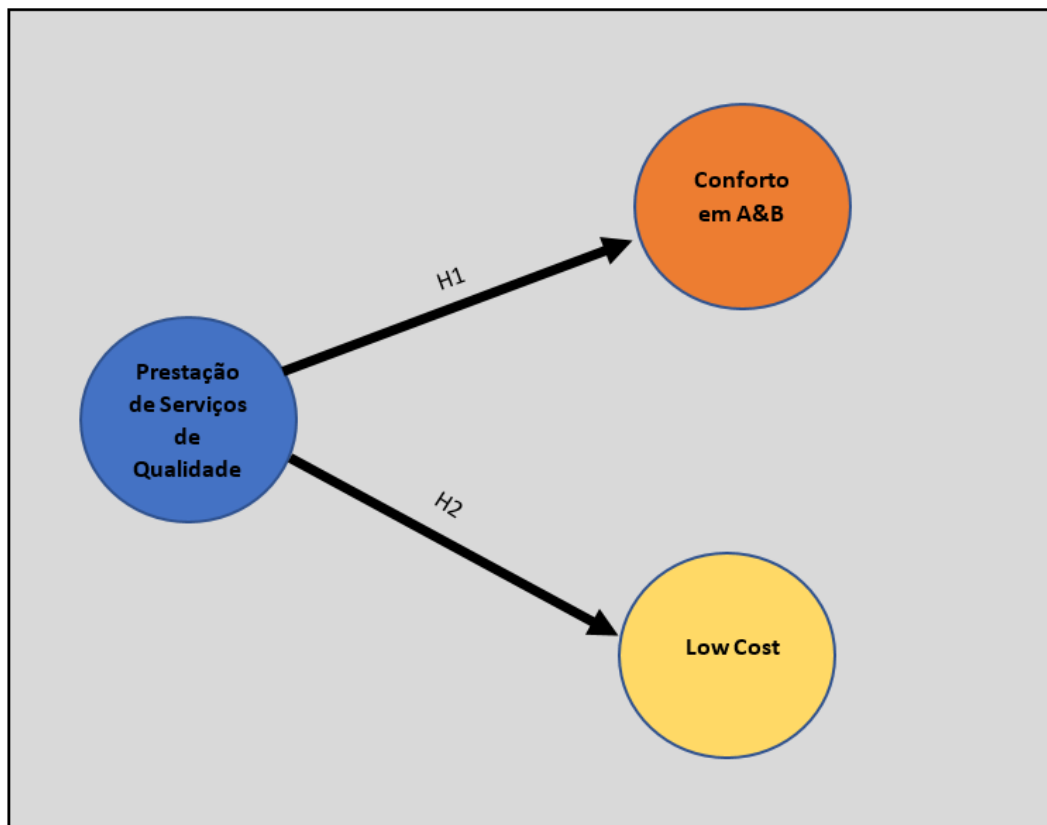 Conforto
em A&B
H1
Prestação
de Serviços
de
Qualidade
H2
Low Cost